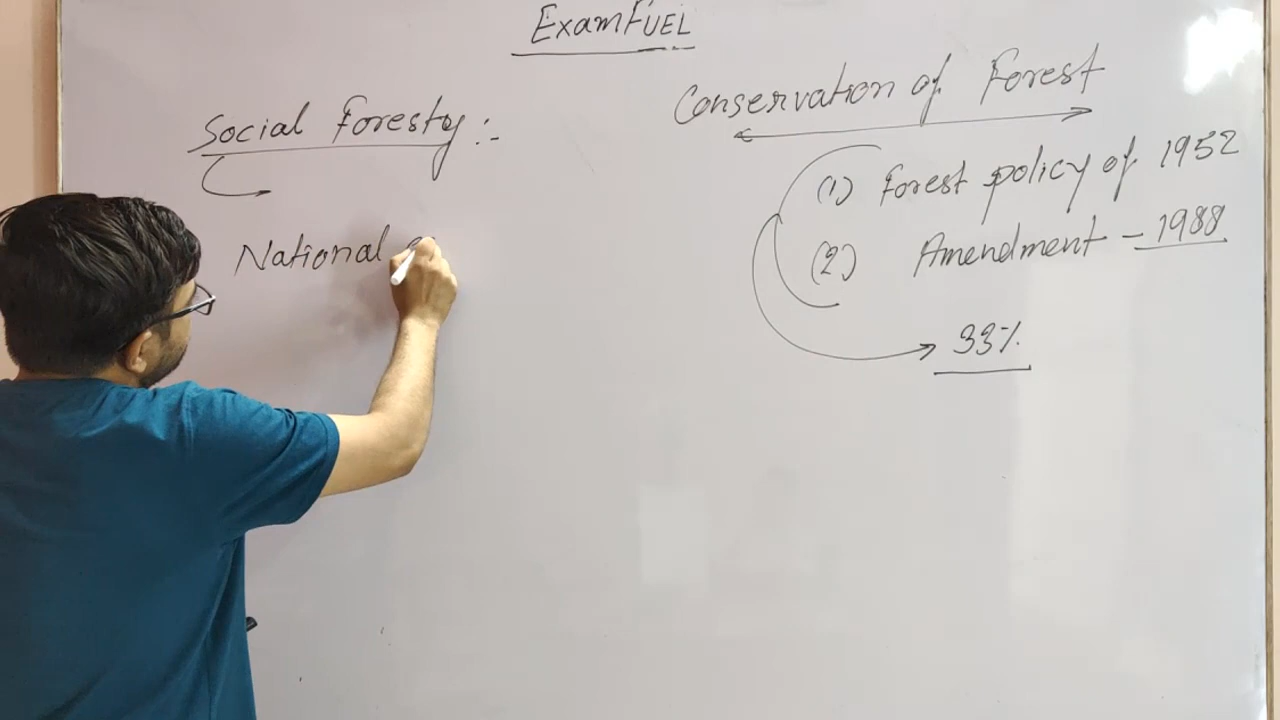 ExamFUEL
Social Forestry :-
National
Conservation of Forest
(1) Forest policy of 1952
(2) Amendment - 1988
33%